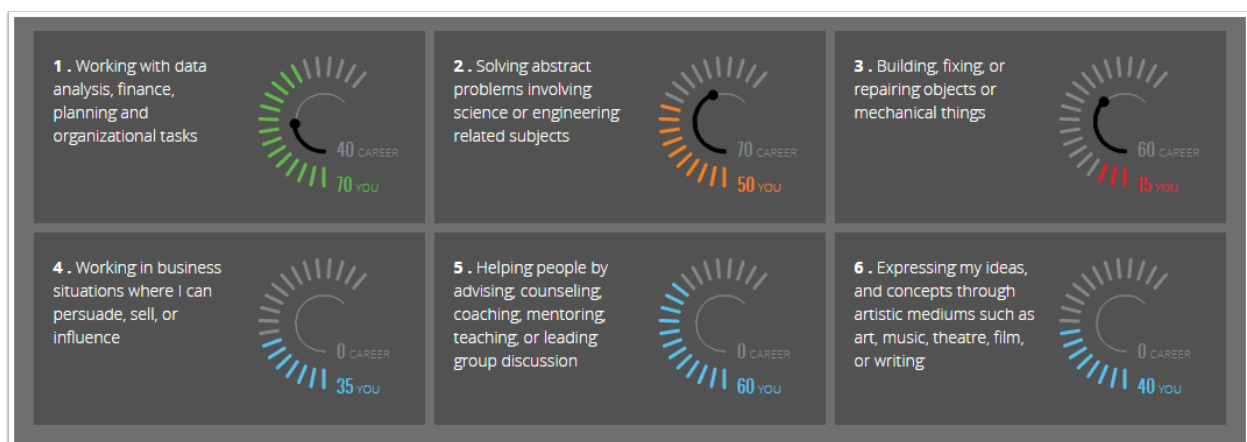 1 . Working with data
analysis, finance,
planning and
organizational tasks
40 CAREER
70 YOU
2 . Solving abstract
problems involving
science or engineering
related subjects
70 CAREER
50 YOU
3 . Building, fixing, or
repairing objects or
mechanical things
60 CAREER
15 YOU
4 . Working in business
situations where I can
persuade, sell, or
influence
0 CAREER
35 YOU
5 . Helping people by
advising, counseling,
coaching, mentoring,
teaching, or leading
group discussion
0 CAREER
60 YOU
6 . Expressing my ideas,
and concepts through
artistic mediums such as
art, music, theatre, film,
or writing
0 CAREER
40 YOU